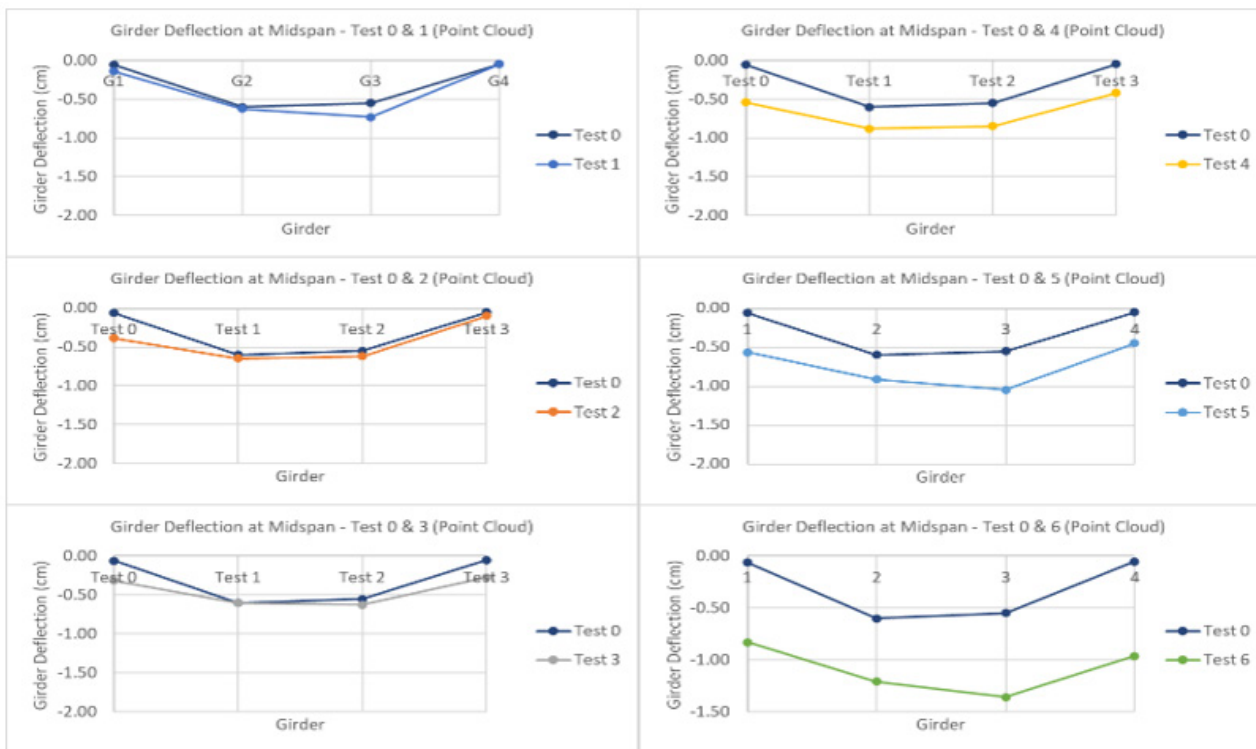 Girder Deflection at Midspan - Test 0 & 1 (Point Cloud)
0.00
-0.50
-1.00
-1.50
-2.00
Girder Deflection (cm)
G1 G2 G3 G4
Girder
Test 0
Test 1
Girder Deflection at Midspan - Test 0 & 4 (Point Cloud)
0.00
-0.50
-1.00
-1.50
-2.00
Girder Deflection (cm)
Test 0 Test 1 Test 2 Test 3
Girder
Test 0
Test 4
Girder Deflection at Midspan - Test 0 & 2 (Point Cloud)
0.00
-0.50
-1.00
-1.50
-2.00
Girder Deflection (cm)
Test 0 Test 1 Test 2 Test 3
Girder
Test 0
Test 2
Girder Deflection at Midspan - Test 0 & 5 (Point Cloud)
0.00
-0.50
-1.00
-1.50
-2.00
Girder Deflection (cm)
1 2 3 4
Girder
Test 0
Test 5
Girder Deflection at Midspan - Test 0 & 3 (Point Cloud)
0.00
-0.50
-1.00
-1.50
-2.00
Girder Deflection (cm)
Test 0 Test 1 Test 2 Test 3
Girder
Test 0
Test 3
Girder Deflection at Midspan - Test 0 & 6 (Point Cloud)
0.00
-0.50
-1.00
-1.50
Girder Deflection (cm)
1 2 3 4
Girder
Test 0
Test 6